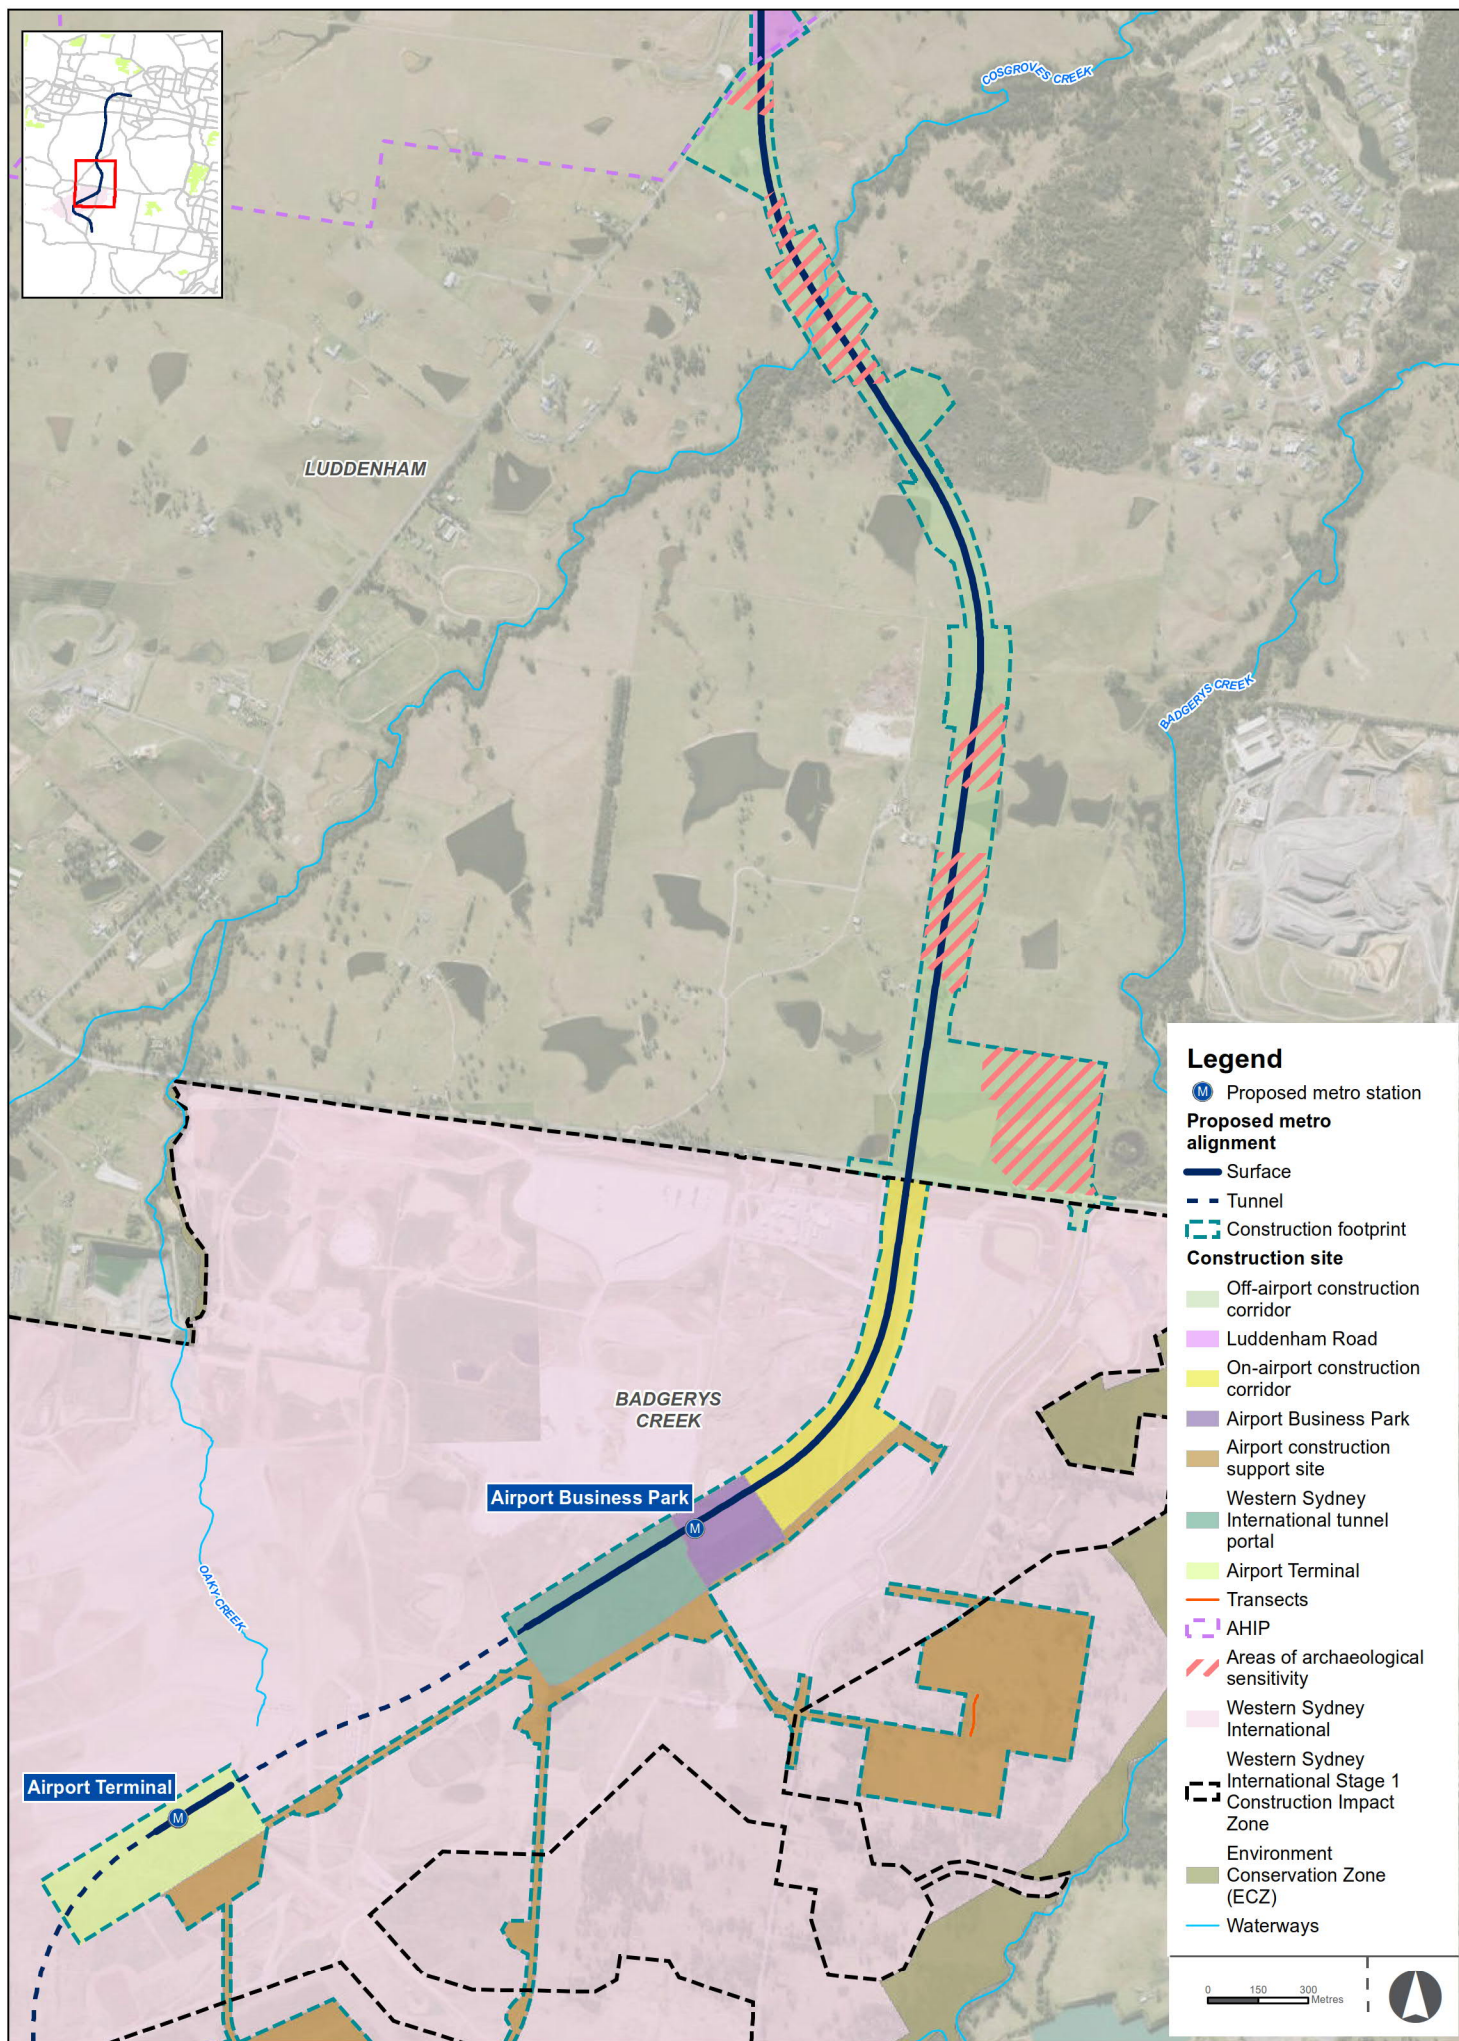 COSGROVES CREEK
LUDDENHAM
BADGERYS CREEK
BADGERYS
CREEK
Airport Business Park
OAKY CREEK
Airport Terminal
M
M
Legend
M Proposed metro station
Proposed metro
alignment
Surface
Tunnel
Construction footprint
Construction site
Off-airport construction
corridor
Luddenham Road
On-airport construction
corridor
Airport Business Park
Airport construction
support site
Western Sydney
International tunnel
portal
Airport Terminal
Transects
AHIP
Areas of archaeological
sensitivity
Western Sydney
International
Western Sydney
International Stage 1
Construction Impact
Zone
Environment
Conservation Zone
(ECZ)
Waterways
0 150 300
Metres